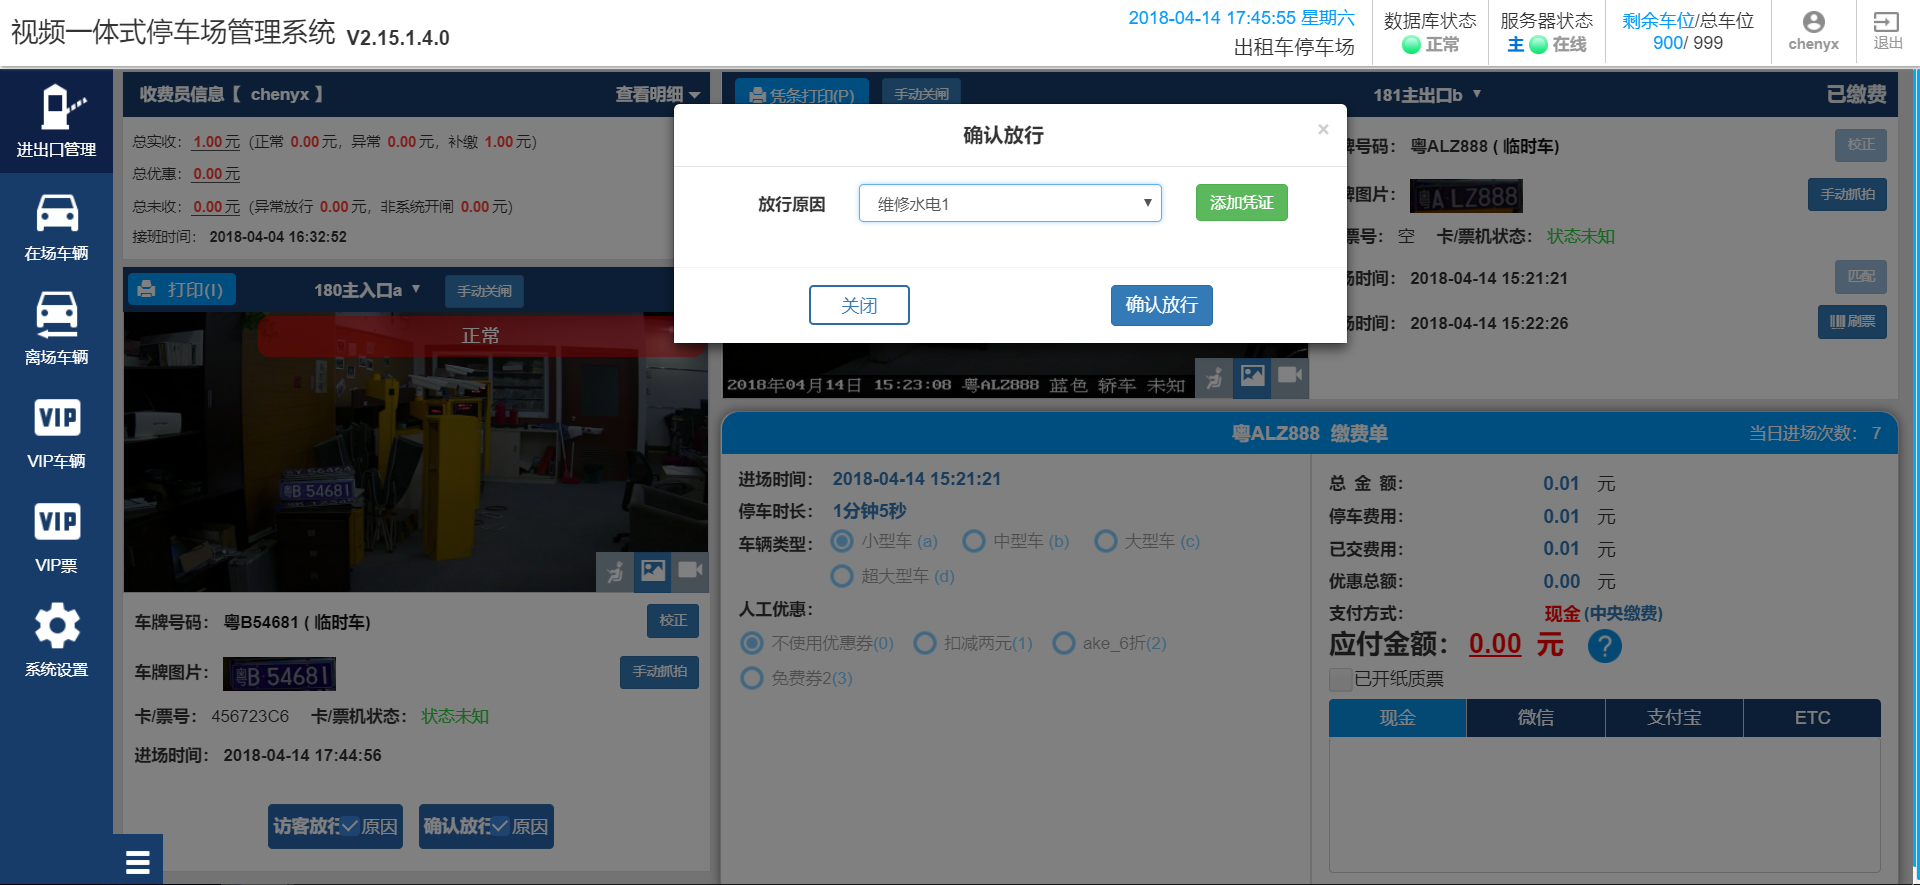 视频一体式停车场管理系统 V2.15.1.4.0
2018-04-14 17:45:55 星期六
出租车停车场
数据库状态
正常
服务器状态
主 在线
剩余车位/总车位
900/ 999
chenyx
退出
进出口管理
在场车辆
离场车辆
VIP
VIP车辆
VIP
VIP票
系统设置
收费员信息【 chenyx 】 查看明细
总实收: 1.00元 (正常 0.00元, 异常 0.00元, 补缴 1.00元)
总优惠: 0.00元
总未收: 0.00元 (异常放行 0.00元, 非系统开闸 0.00元)
接班时间: 2018-04-04 16:32:52
打印(I) 180主入口a ▼ 手动关闸
正常
粤B 54681
车牌号码: 粤B54681 ( 临时车) 校正
车牌图片: 粤B·54681 手动抓拍
卡/票号: 456723C6 卡/票机状态: 状态未知
进场时间: 2018-04-14 17:44:56
访客放行 原因 确认放行 原因
凭条打印(P) 手动关闸 181主出口b ▼ 已缴费
确认放行 ×
放行原因 维修水电1 ▼ 添加凭证
关闭 确认放行
牌号码: 粤ALZ888 ( 临时车) 校正
牌图片: 粤A·LZ888 手动抓拍
票号: 空 卡/票机状态: 状态未知
场时间: 2018-04-14 15:21:21 匹配
场时间: 2018-04-14 15:22:26 刷票
2018年04月14日 15:23:08 粤ALZ888 蓝色 轿车 未知
粤ALZ888 缴费单 当日进场次数: 7
进场时间: 2018-04-14 15:21:21
停车时长: 1分钟5秒
车辆类型: 小型车 (a) 中型车 (b) 大型车 (c)
超大型车 (d)
人工优惠:
不使用优惠券(0) 扣减两元(1) ake_6折(2)
免费券2(3)
总 金 额: 0.01 元
停车费用: 0.01 元
已交费用: 0.01 元
优惠总额: 0.00 元
支付方式: 现金 (中央缴费)
应付金额: 0.00 元 ?
已开纸质票
现金 微信 支付宝 ETC